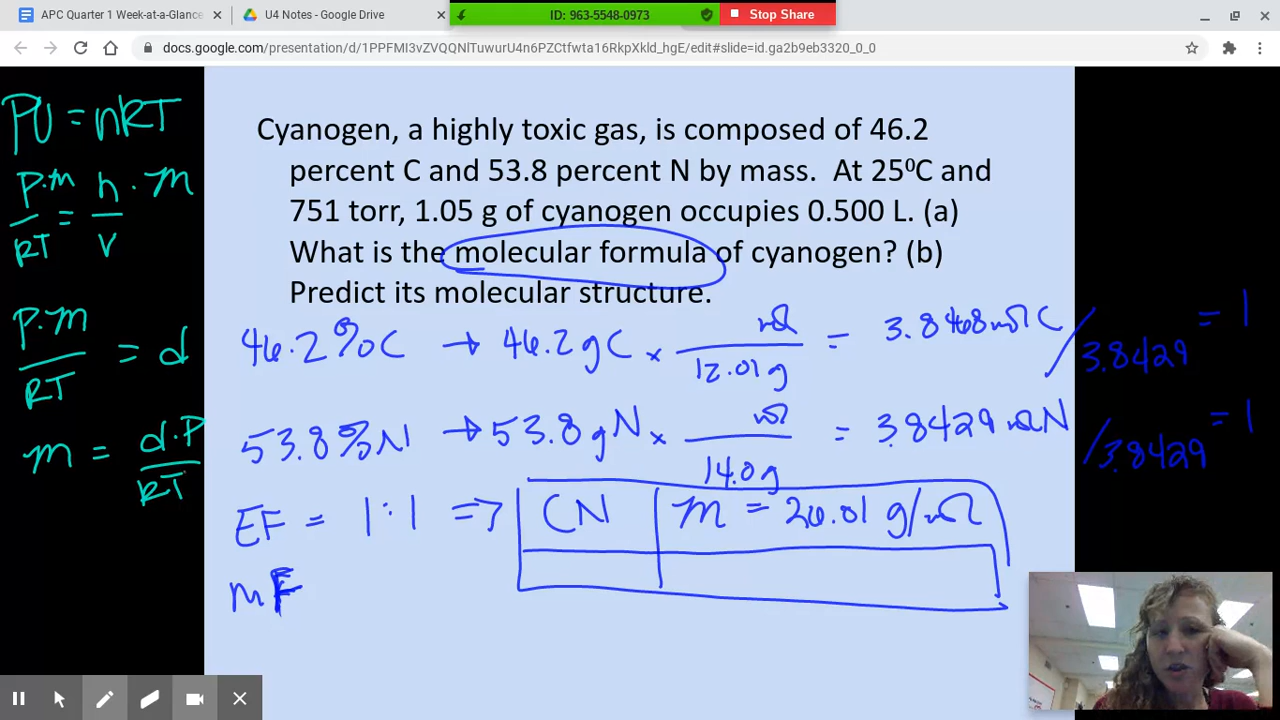 APC Quarter 1 Week-at-a-Glance
U4 Notes - Google Drive
ID: 963-5548-0973
Stop Share
docs.google.com/presentation/d/1PPFMI3vZVQQNlTuwurU4n6PZCtfwta16RkpXkld_hgE/edit#slide=id.ga2b9eb3320_0_0
PV = nRT
P.M/RT = n/V . M
P.M/RT = d
M = d.P/RT
Cyanogen, a highly toxic gas, is composed of 46.2
percent C and 53.8 percent N by mass. At 25⁰C and
751 torr, 1.05 g of cyanogen occupies 0.500 L. (a)
What is the molecular formula of cyanogen? (b)
Predict its molecular structure.
46.2% C → 46.2 g C × mol/12.01 g = 3.8468 mol C /3.8429 = 1
53.8% N → 53.8 g N × mol/14.0 g = 3.8429 mol N /3.8429 = 1
EF = 1:1 => CN M = 26.01 g/mol
MF